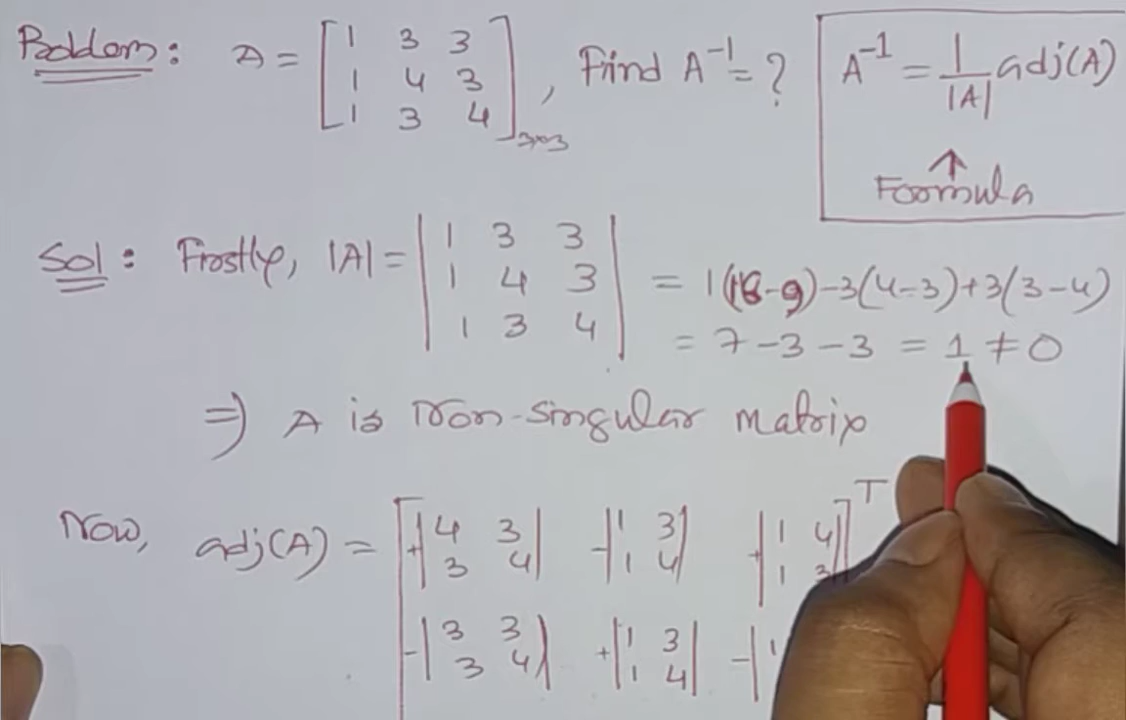 Problem: A = [1 3 3
1 4 3
1 3 4]3×3, Find A⁻¹ = ?
A⁻¹ = 1/|A| adj(A)
↑
Formula
Sol: Firstly, |A| = |1 3 3
1 4 3
1 3 4| = 1(16-9)-3(4-3)+3(3-4)
= 7-3-3 = 1 ≠ 0
⇒ A is non-singular matrix
Now, adj(A) = [+|4 3 -|1 3 +|1 4 ]T
3 4| 1 4| 1 3|
-|3 3 +|1 3 -|1
3 4| 1 4|